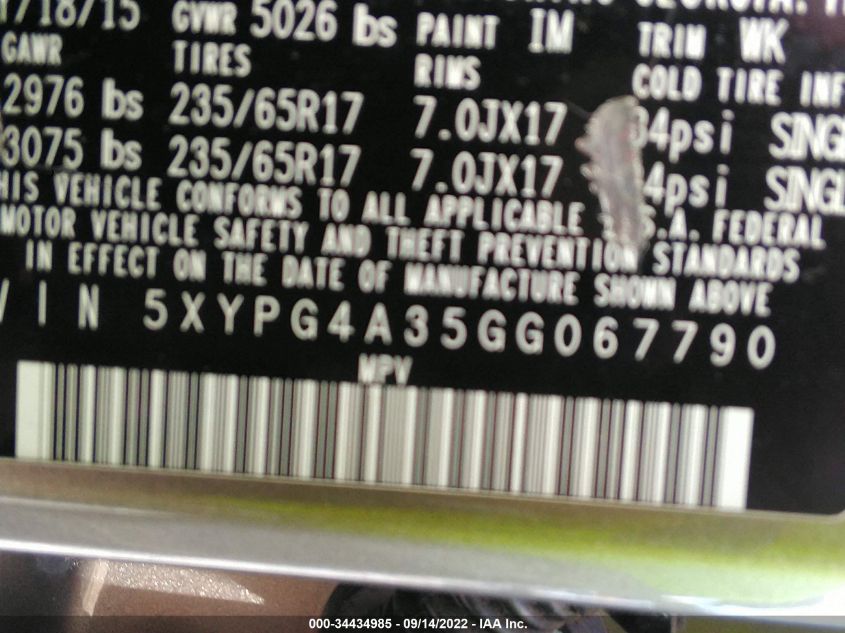 /18/15 GVWR 5026 lbs PAINT IM TRIM WK
GAWR TIRES RIMS COLD TIRE INF
2976 lbs 235/65R17 7.0JX17 34psi SINGL
3075 lbs 235/65R17 7.0JX17 4psi SINGL
HIS VEHICLE CONFORMS TO ALL APPLICABLE U.S.A. FEDERAL
MOTOR VEHICLE SAFETY AND THEFT PREVENTION STANDARDS
IN EFFECT ON THE DATE OF MANUFACTURE SHOWN ABOVE
VIN 5XYPG4A35GG067790
MPV
000-34434985 - 09/14/2022 - IAA Inc.